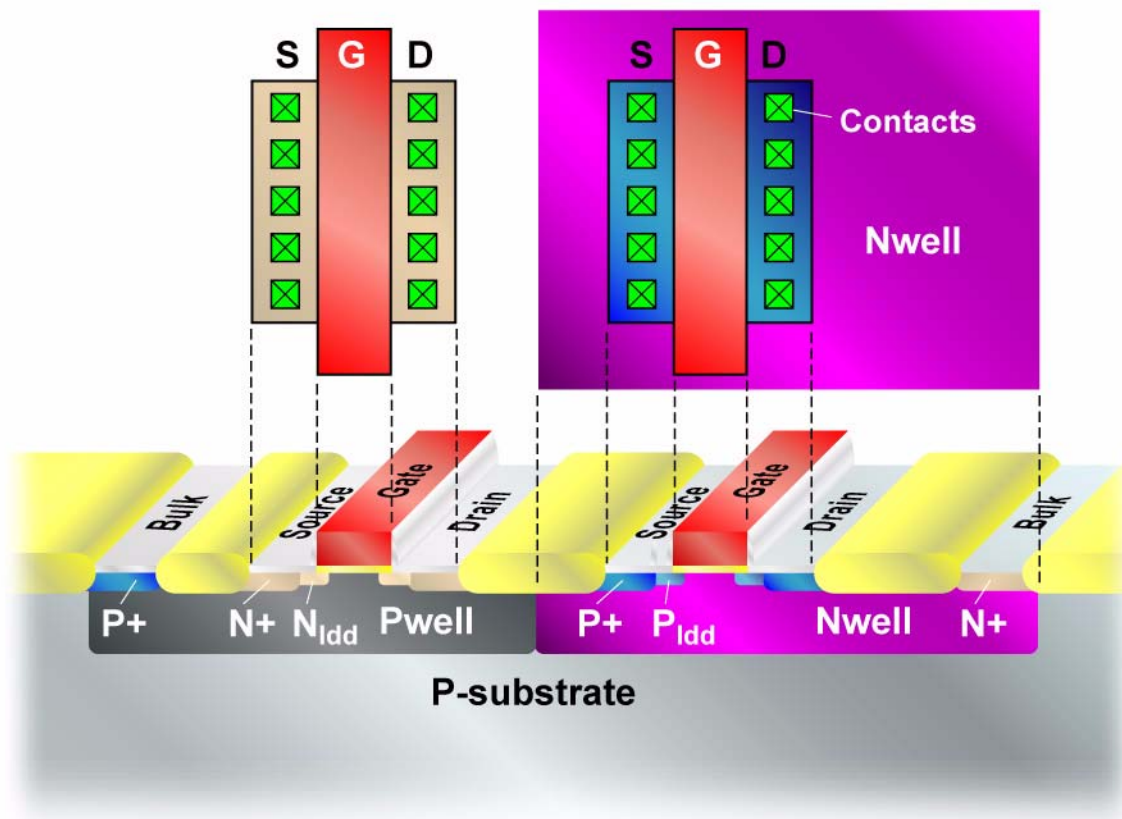 S G D
S G D
Contacts
Nwell
Bulk
Source
Gate
Drain
Source
Gate
Drain
Bulk
P+
N+
Nldd
Pwell
P+
Pldd
Nwell
N+
P-substrate